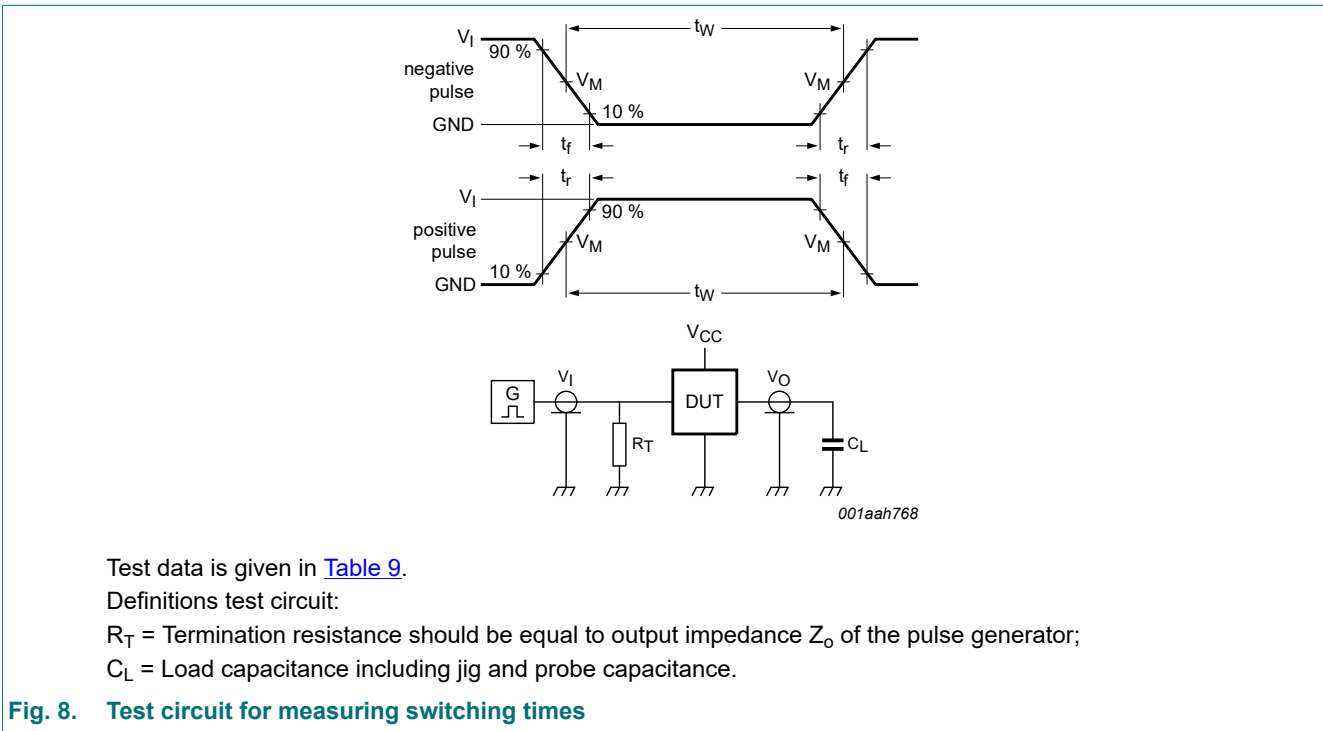 tW
VI
90 %
negative
pulse
VM
VM
10 %
GND
tf
tr
tr
tf
VI
90 %
positive
pulse
VM
VM
10 %
GND
tW
VCC
G
VI
DUT
VO
RT
CL
001aah768
Test data is given in Table 9.
Definitions test circuit:
RT = Termination resistance should be equal to output impedance Zo of the pulse generator;
CL = Load capacitance including jig and probe capacitance.
Fig. 8. Test circuit for measuring switching times